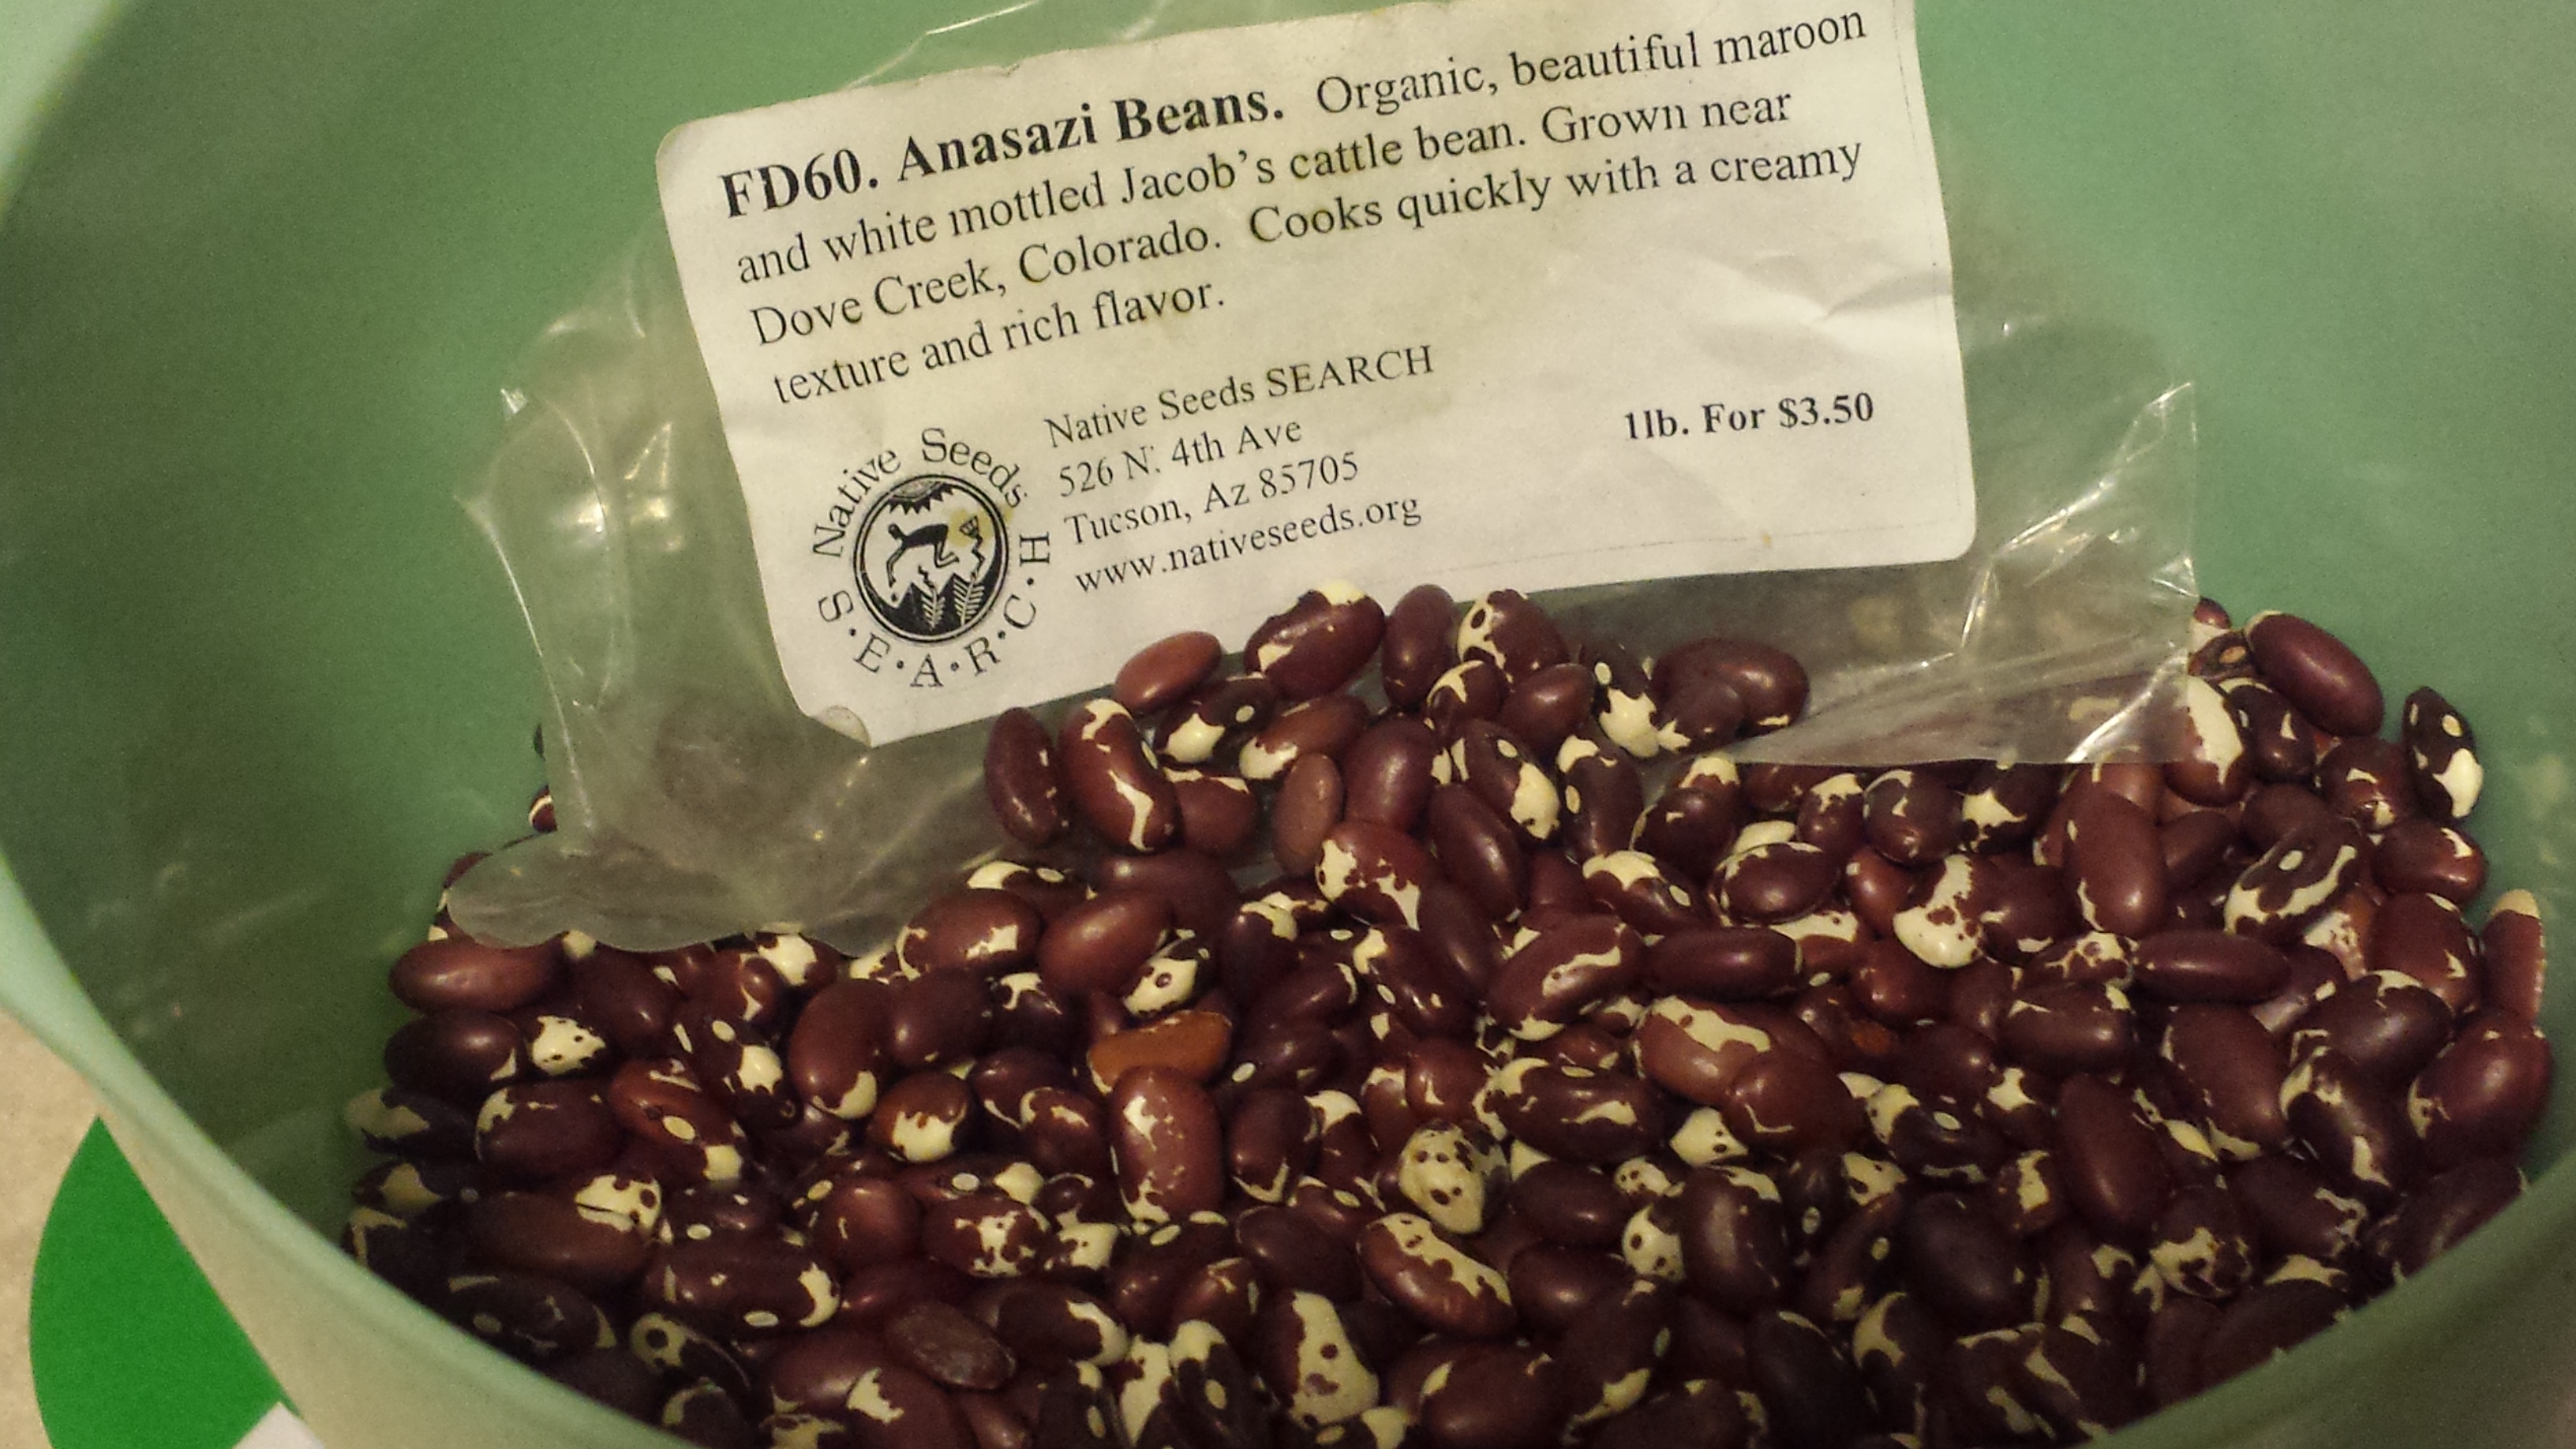 FD60. Anasazi Beans. Organic, beautiful maroon
and white mottled Jacob's cattle bean. Grown near
Dove Creek, Colorado. Cooks quickly with a creamy
texture and rich flavor.
Native Seeds
S·E·A·R·C·H
Native Seeds SEARCH
526 N. 4th Ave
Tucson, Az 85705
www.nativeseeds.org
1lb. For $3.50